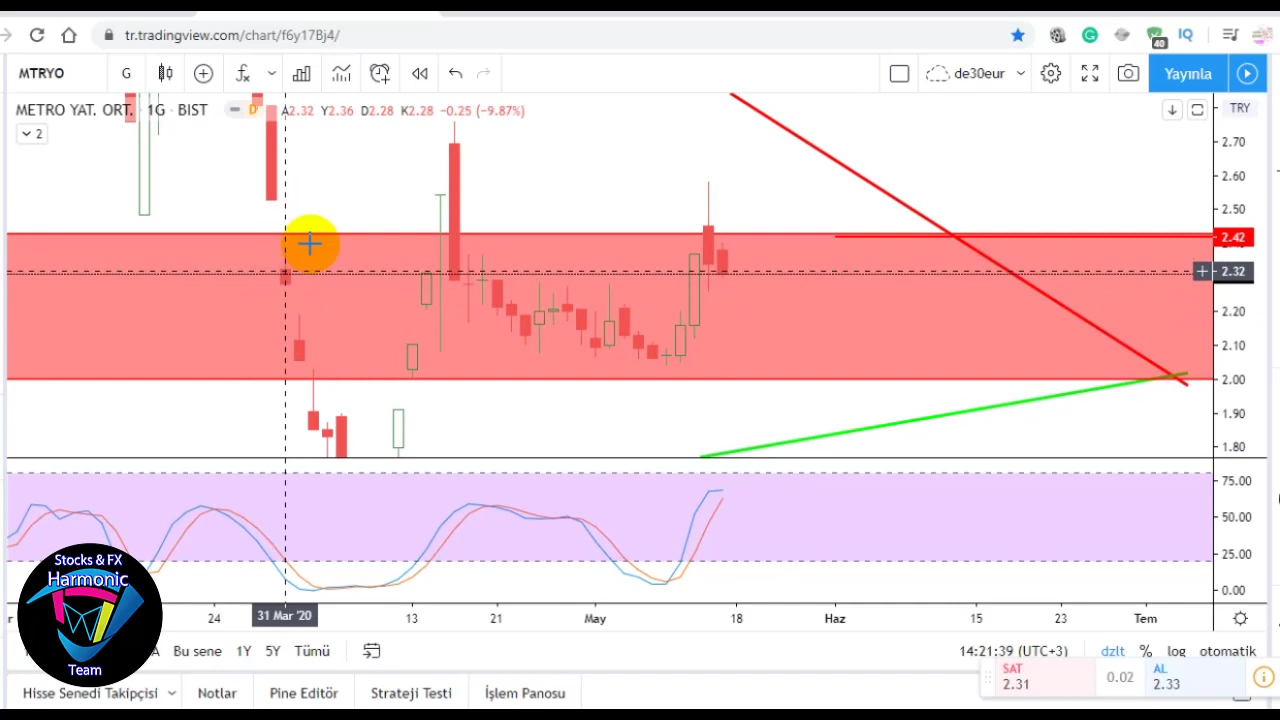 tr.tradingview.com/chart/f6y17Bj4/
40
IQ
MTRYO
G
de30eur
Yayınla
METRO YAT. ORT. 1G BIST
D
A2.32 Y2.36 D2.28 K2.28 −0.25 (−9.87%)
2
TRY
2.70
2.60
2.50
2.42
2.32
2.20
2.10
2.00
1.90
1.80
75.00
50.00
25.00
0.00
24
31 Mar '20
13
21
May
18
Haz
15
23
Tem
Stocks & FX
Harmonic
Team
Bu sene
1Y
5Y
Tümü
14:21:39 (UTC+3)
dzlt
%
log
otomatik
SAT
2.31
0.02
AL
2.33
Hisse Senedi Takipçisi
Notlar
Pine Editör
Strateji Testi
İşlem Panosu